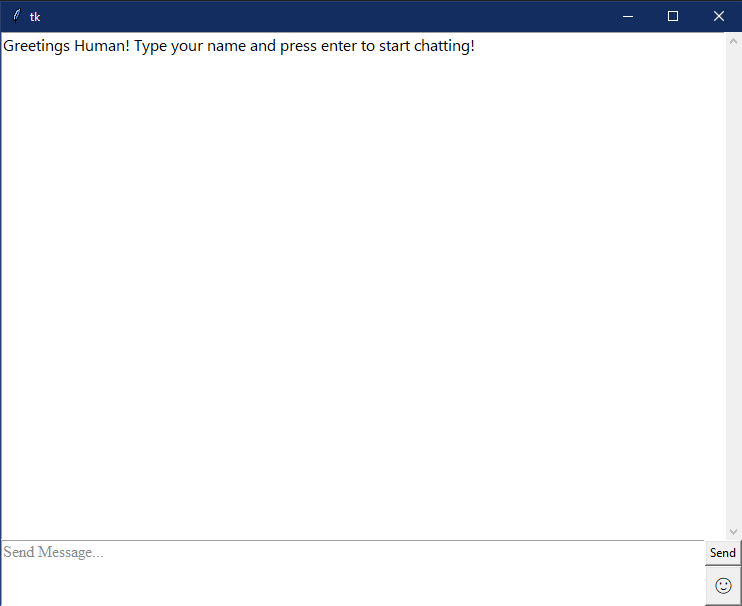 tk
Greetings Human! Type your name and press enter to start chatting!
Send Message...
Send